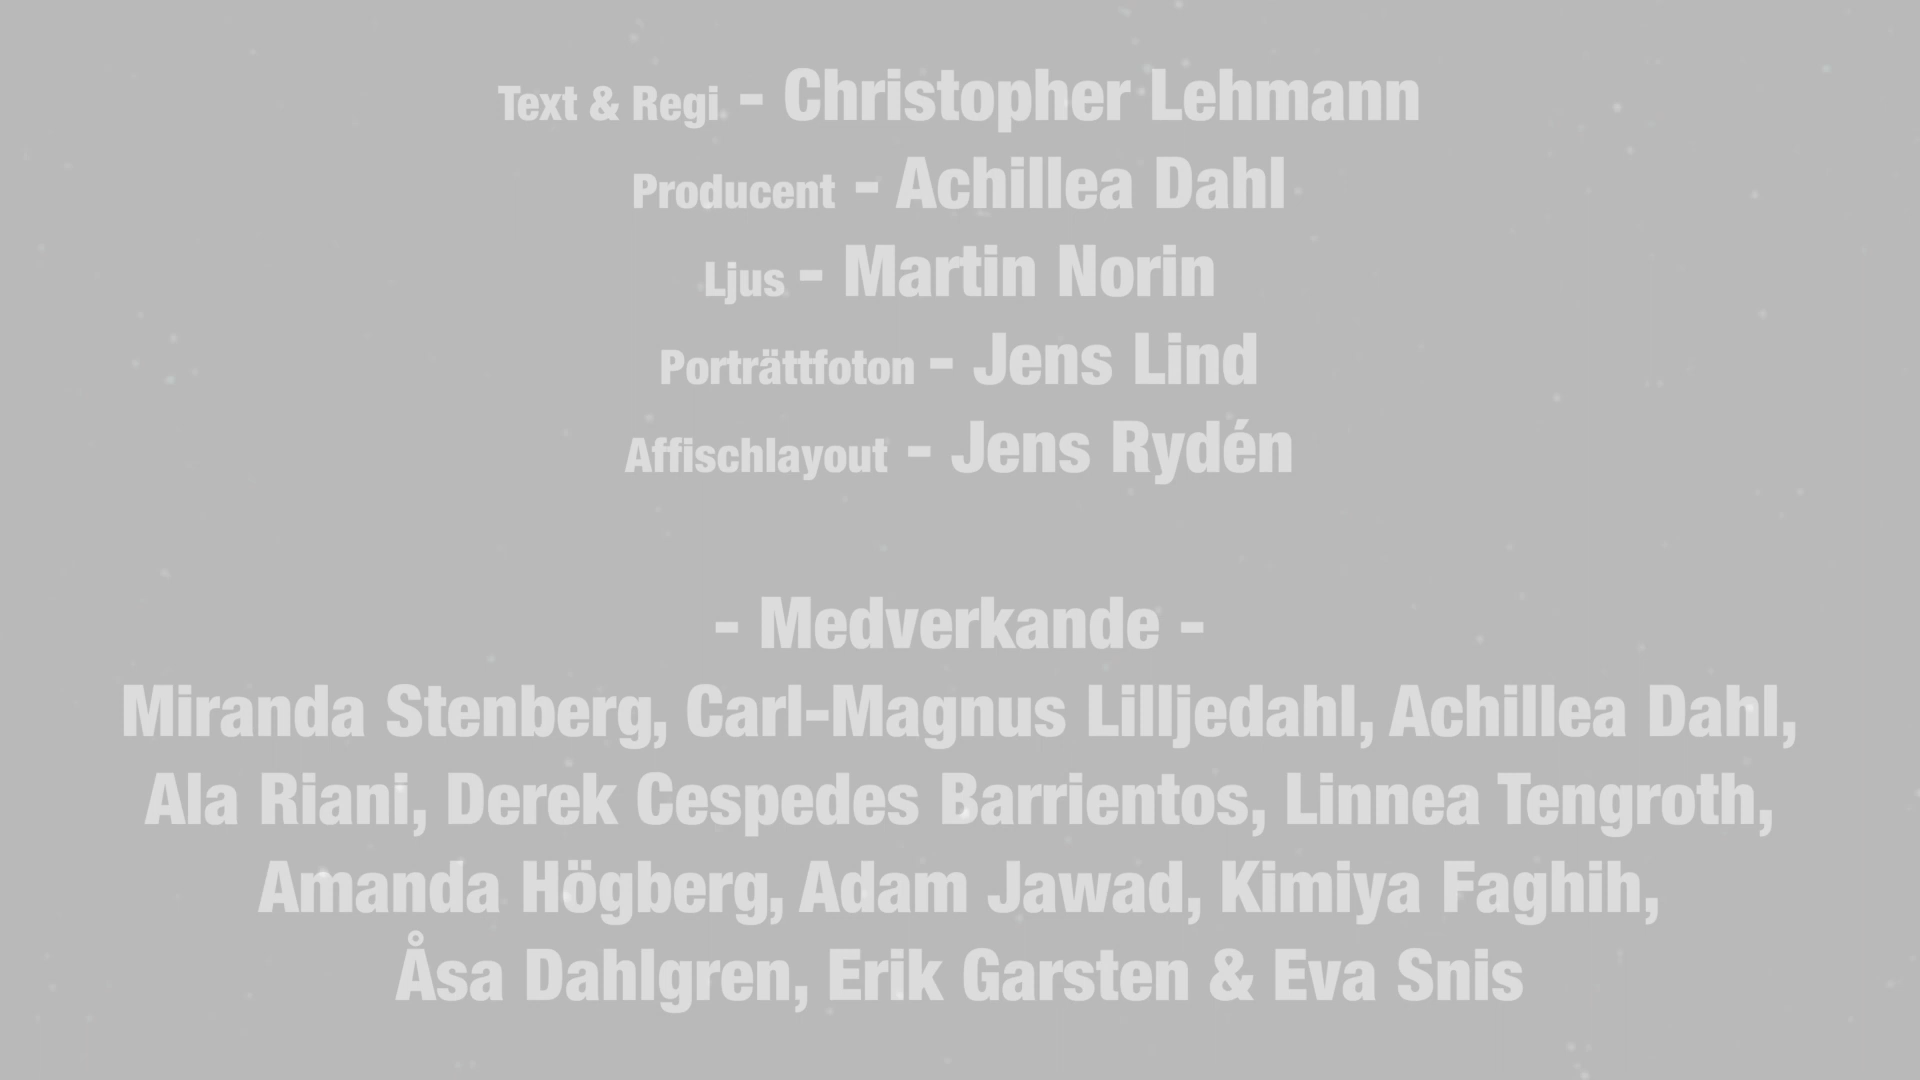 Text & Regi - Christopher Lehmann
Producent - Achillea Dahl
Ljus - Martin Norin
Porträttfoton - Jens Lind
Affischlayout - Jens Rydén
- Medverkande -
Miranda Stenberg, Carl-Magnus Lilljedahl, Achillea Dahl,
Ala Riani, Derek Cespedes Barrientos, Linnea Tengroth,
Amanda Högberg, Adam Jawad, Kimiya Faghih,
Åsa Dahlgren, Erik Garsten & Eva Snis